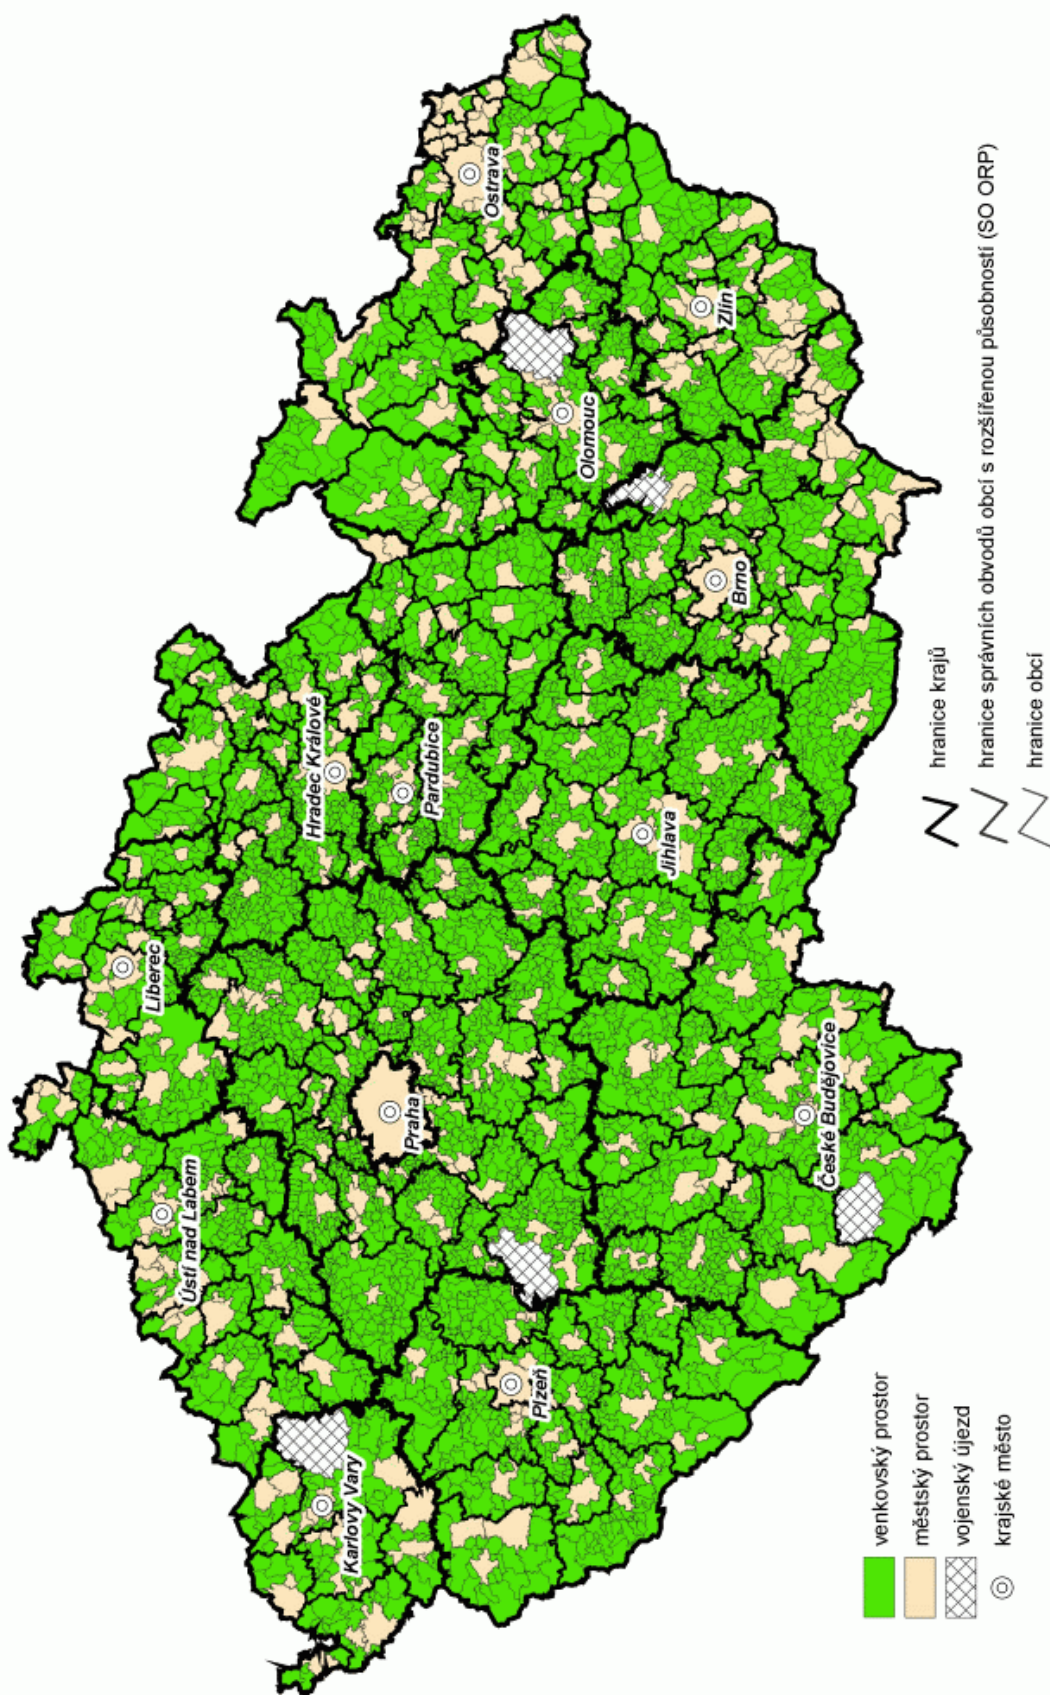 Liberec
Ústí nad Labem
Karlovy Vary
Hradec Králové
Praha
Pardubice
Ostrava
Plzeň
Olomouc
Jihlava
Zlín
Brno
České Budějovice
venkovský prostor
městský prostor
vojenský újezd
krajské město
hranice krajů
hranice správních obvodů obcí s rozšířenou působností (SO ORP)
hranice obcí